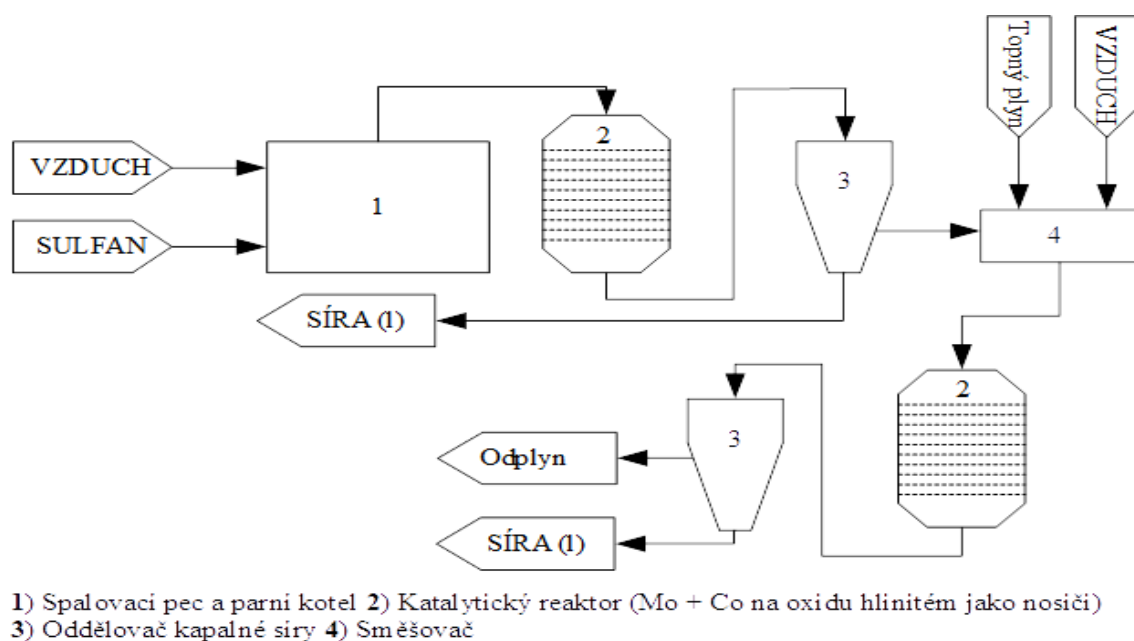 Topný plyn
VZDUCH
2
VZDUCH
3
1
4
SULFAN
SÍRA (l)
2
3
Odplyn
SÍRA (l)
1) Spalovací pec a parní kotel 2) Katalytický reaktor (Mo + Co na oxidu hlinitém jako nosiči)
3) Oddělovač kapalné síry 4) Směšovač